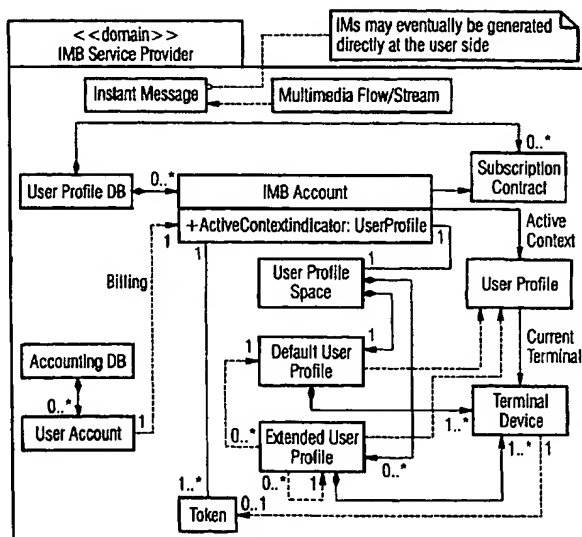 <<domain>>
IMB Service Provider
IMs may eventually be generated
directly at the user side
Instant Message
Multimedia Flow/Stream
0..*
User Profile DB
0..*
IMB Account
Subscription
Contract
+ActiveContextindicator: UserProfile
Active
Context
1
1
1
1
Billing
User Profile
Space
User Profile
1
Current
Terminal
Accounting DB
1
Default User
Profile
0..*
User Account
1
0..*
1..*
Terminal
Device
Extended User
Profile
1..*
1
0..*
1
0..*
1..*
0..1
Token